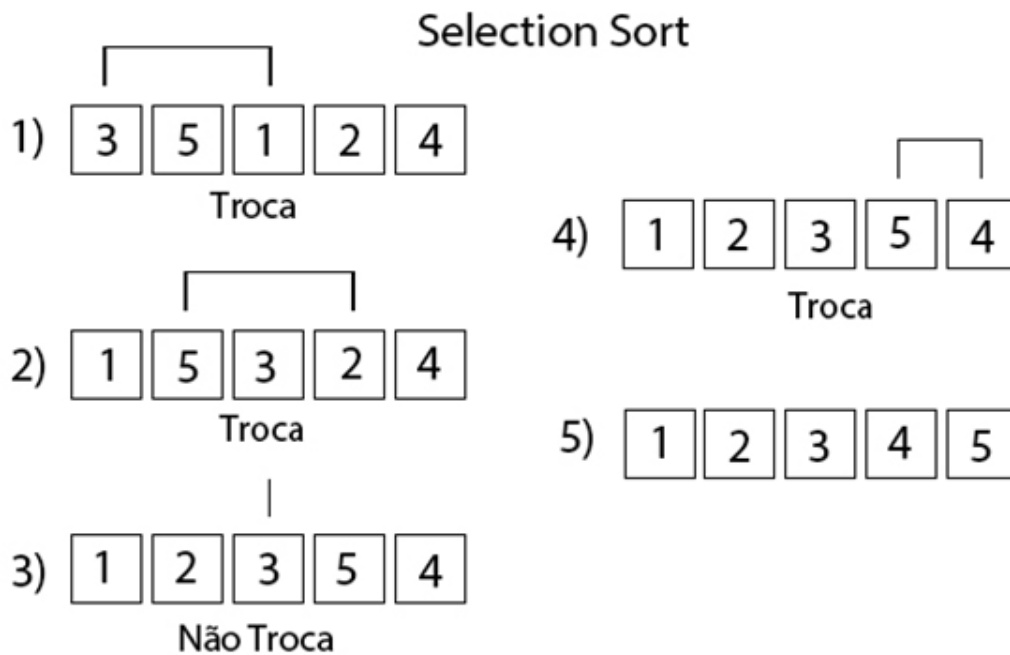 Selection Sort
1) 3 5 1 2 4
Troca
2) 1 5 3 2 4
Troca
3) 1 2 3 5 4
Não Troca
4) 1 2 3 5 4
Troca
5) 1 2 3 4 5